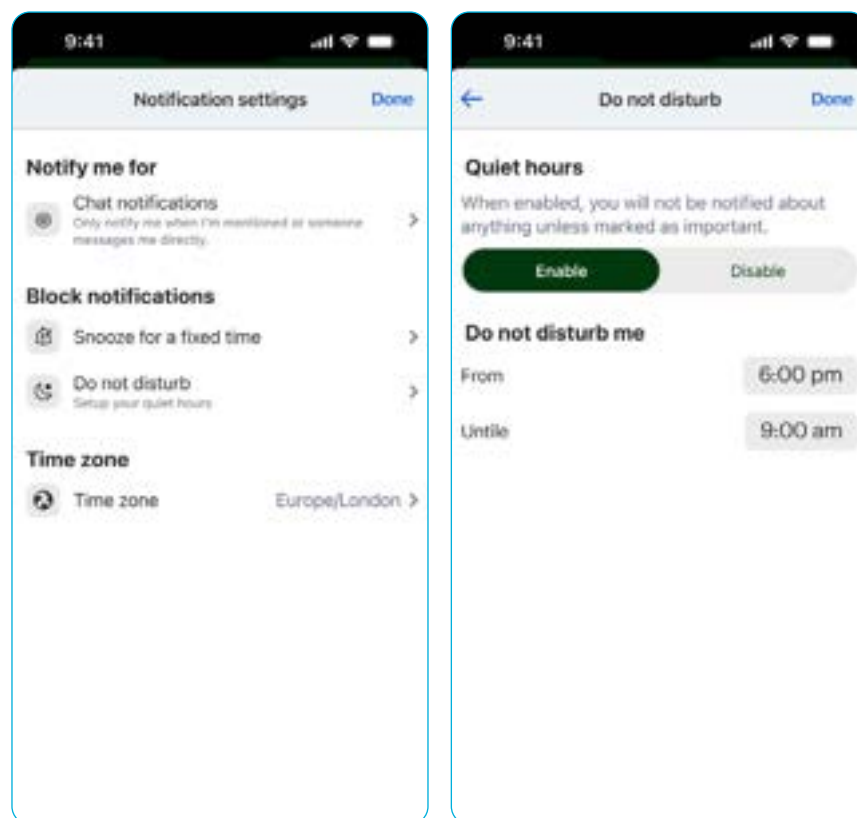 9:41
Notification settings
Done
Notify me for
Chat notifications
Only notify me when I'm mentioned or someone
messages me directly.
Block notifications
Snooze for a fixed time
Do not disturb
Setup your quiet hours
Time zone
Time zone
Europe/London
9:41
Do not disturb
Done
Quiet hours
When enabled, you will not be notified about
anything unless marked as important.
Enable
Disable
Do not disturb me
From
6:00 pm
Untile
9:00 am